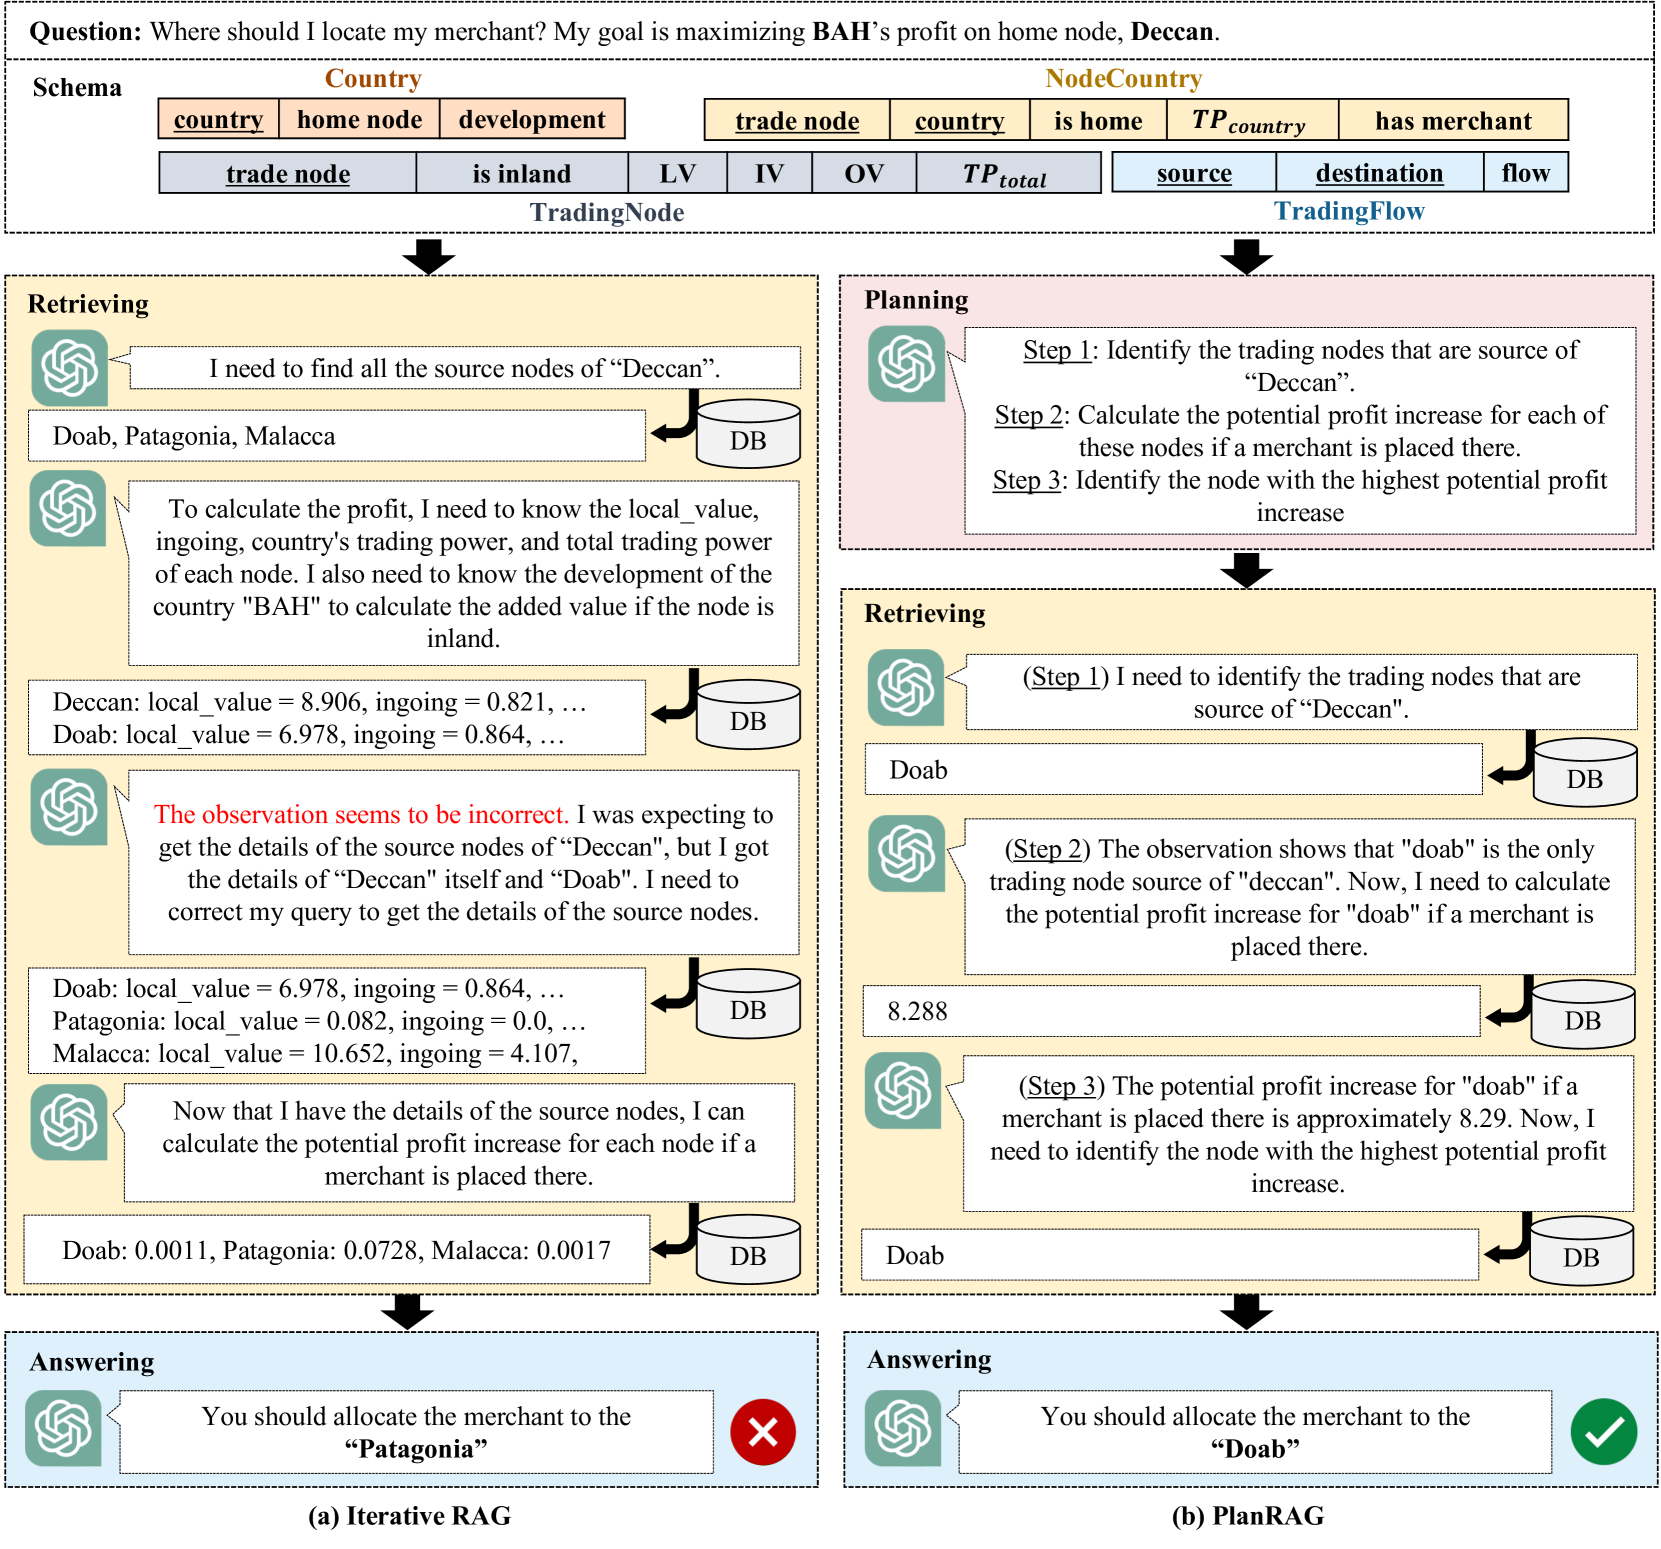 Question: Where should I locate my merchant? My goal is maximizing BAH's profit on home node, Deccan.
Schema
Country
country home node development
NodeCountry
trade node country is home TPcountry has merchant
trade node is inland LV IV OV TPtotal
TradingNode
source destination flow
TradingFlow
Retrieving
I need to find all the source nodes of “Deccan”.
DB
Doab, Patagonia, Malacca
To calculate the profit, I need to know the local_value,
ingoing, country's trading power, and total trading power
of each node. I also need to know the development of the
country "BAH" to calculate the added value if the node is
inland.
DB
Deccan: local_value = 8.906, ingoing = 0.821, …
Doab: local_value = 6.978, ingoing = 0.864, …
The observation seems to be incorrect. I was expecting to
get the details of the source nodes of “Deccan", but I got
the details of “Deccan" itself and “Doab". I need to
correct my query to get the details of the source nodes.
DB
Doab: local_value = 6.978, ingoing = 0.864, …
Patagonia: local_value = 0.082, ingoing = 0.0, …
Malacca: local_value = 10.652, ingoing = 4.107,
Now that I have the details of the source nodes, I can
calculate the potential profit increase for each node if a
merchant is placed there.
DB
Doab: 0.0011, Patagonia: 0.0728, Malacca: 0.0017
Answering
You should allocate the merchant to the
“Patagonia”
(a) Iterative RAG
Planning
Step 1: Identify the trading nodes that are source of
“Deccan”.
Step 2: Calculate the potential profit increase for each of
these nodes if a merchant is placed there.
Step 3: Identify the node with the highest potential profit
increase
Retrieving
(Step 1) I need to identify the trading nodes that are
source of “Deccan".
DB
Doab
(Step 2) The observation shows that "doab" is the only
trading node source of "deccan". Now, I need to calculate
the potential profit increase for "doab" if a merchant is
placed there.
DB
8.288
(Step 3) The potential profit increase for "doab" if a
merchant is placed there is approximately 8.29. Now, I
need to identify the node with the highest potential profit
increase.
DB
Doab
Answering
You should allocate the merchant to the
“Doab”
(b) PlanRAG